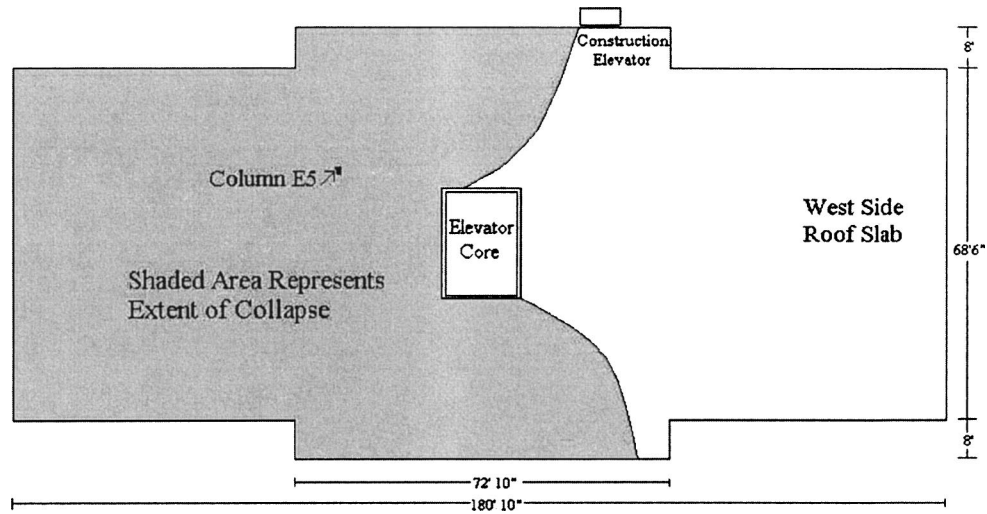 Construction
Elevator
8'
Column E5
Elevator
Core
West Side
Roof Slab
68'6"
Shaded Area Represents
Extent of Collapse
8'
72' 10"
180' 10"